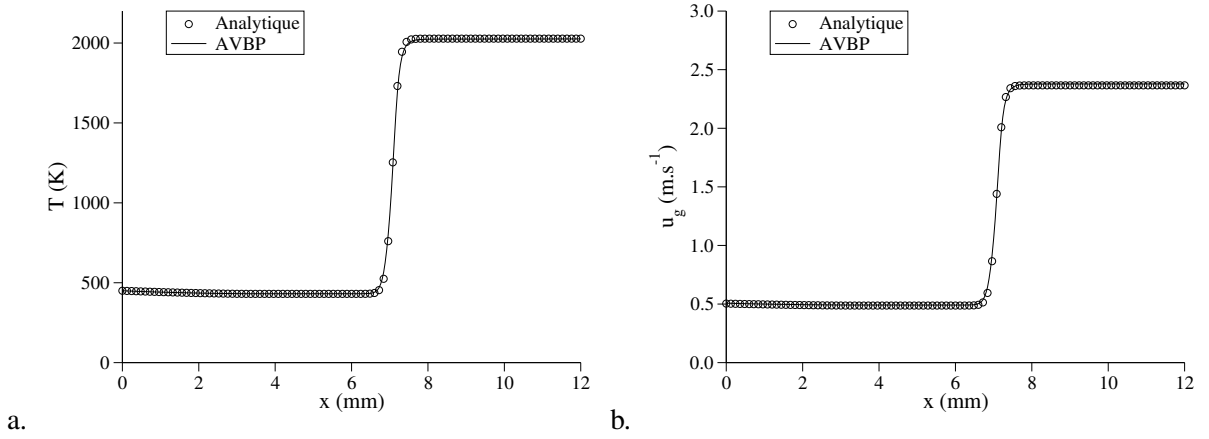 Analytique
AVBP
2000
1500
1000
500
0
T (K)
0 2 4 6 8 10 12
x (mm)
a.
Analytique
AVBP
3.0
2.5
2.0
1.5
1.0
0.5
0.0
u_g (m.s^-1)
0 2 4 6 8 10 12
x (mm)
b.